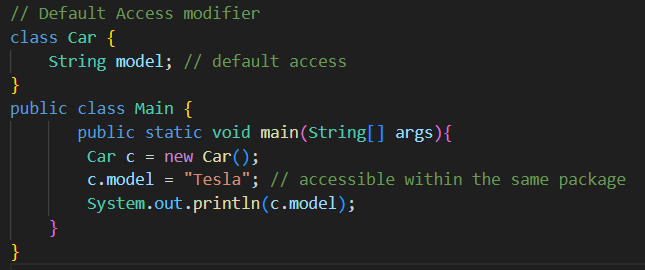 // Default Access modifier
class Car {
    String model; // default access
}
public class Main {
        public static void main(String[] args){
         Car c = new Car();
         c.model = "Tesla"; // accessible within the same package
         System.out.println(c.model);
     }
}